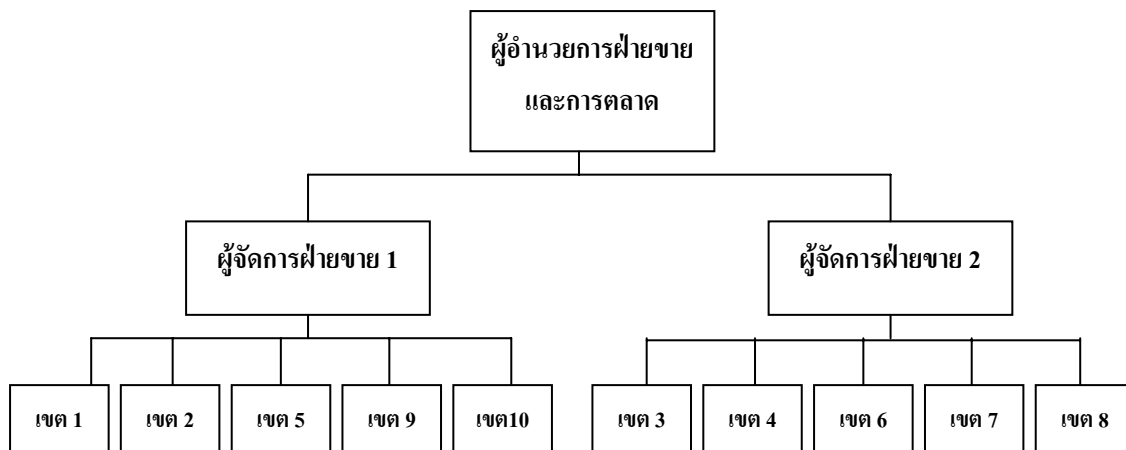 ผู้อำนวยการฝ่ายขาย
และการตลาด
ผู้จัดการฝ่ายขาย 1
ผู้จัดการฝ่ายขาย 2
เขต 1
เขต 2
เขต 5
เขต 9
เขต10
เขต 3
เขต 4
เขต 6
เขต 7
เขต 8